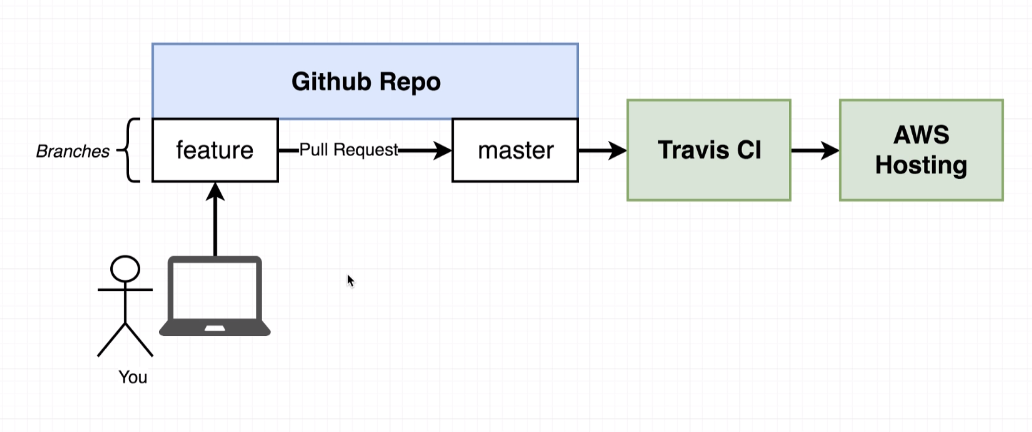 Github Repo
Branches
feature
Pull Request
master
Travis CI
AWS
Hosting
You